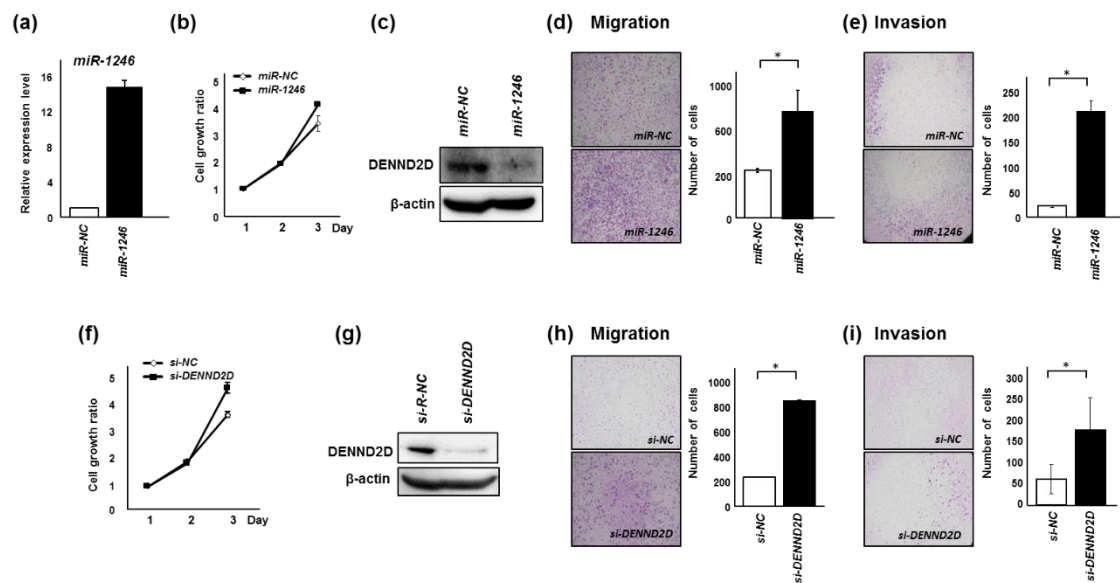 (a)
miR-1246
Relative expression level
16
12
8
4
0
miR-NC
miR-1246
(b)
miR-NC
miR-1246
Cell growth ratio
5
4
3
2
1
0
1 2 3 Day
(c)
miR-NC
miR-1246
DENND2D
β-actin
(d) Migration
miR-NC
miR-1246
*
Number of cells
1000
800
600
200
0
miR-NC
miR-1246
(e) Invasion
miR-NC
miR-1246
*
Number of cells
250
200
150
100
50
0
miR-NC
miR-1246
(f)
si-NC
si-DENND2D
Cell growth ratio
5
4
3
2
1
0
1 2 3 Day
(g)
si-R-NC
si-DENND2D
DENND2D
β-actin
(h) Migration
si-NC
si-DENND2D
*
Number of cells
1000
800
600
400
200
0
si-NC
si-DENND2D
(i) Invasion
si-NC
si-DENND2D
*
Number of cells
300
250
200
150
100
50
0
si-NC
si-DENND2D